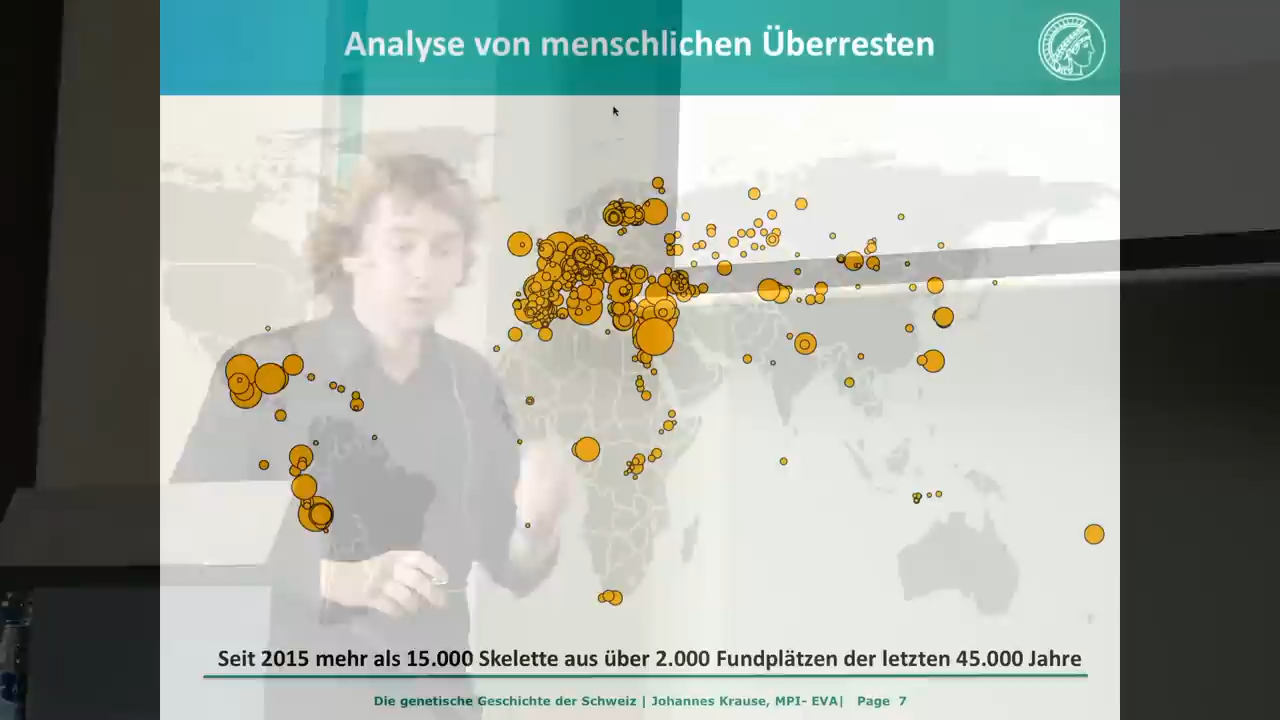 Analyse von menschlichen Überresten
Seit 2015 mehr als 15.000 Skelette aus über 2.000 Fundplätzen der letzten 45.000 Jahre
Die genetische Geschichte der Schweiz | Johannes Krause, MPI- EVA| Page 7